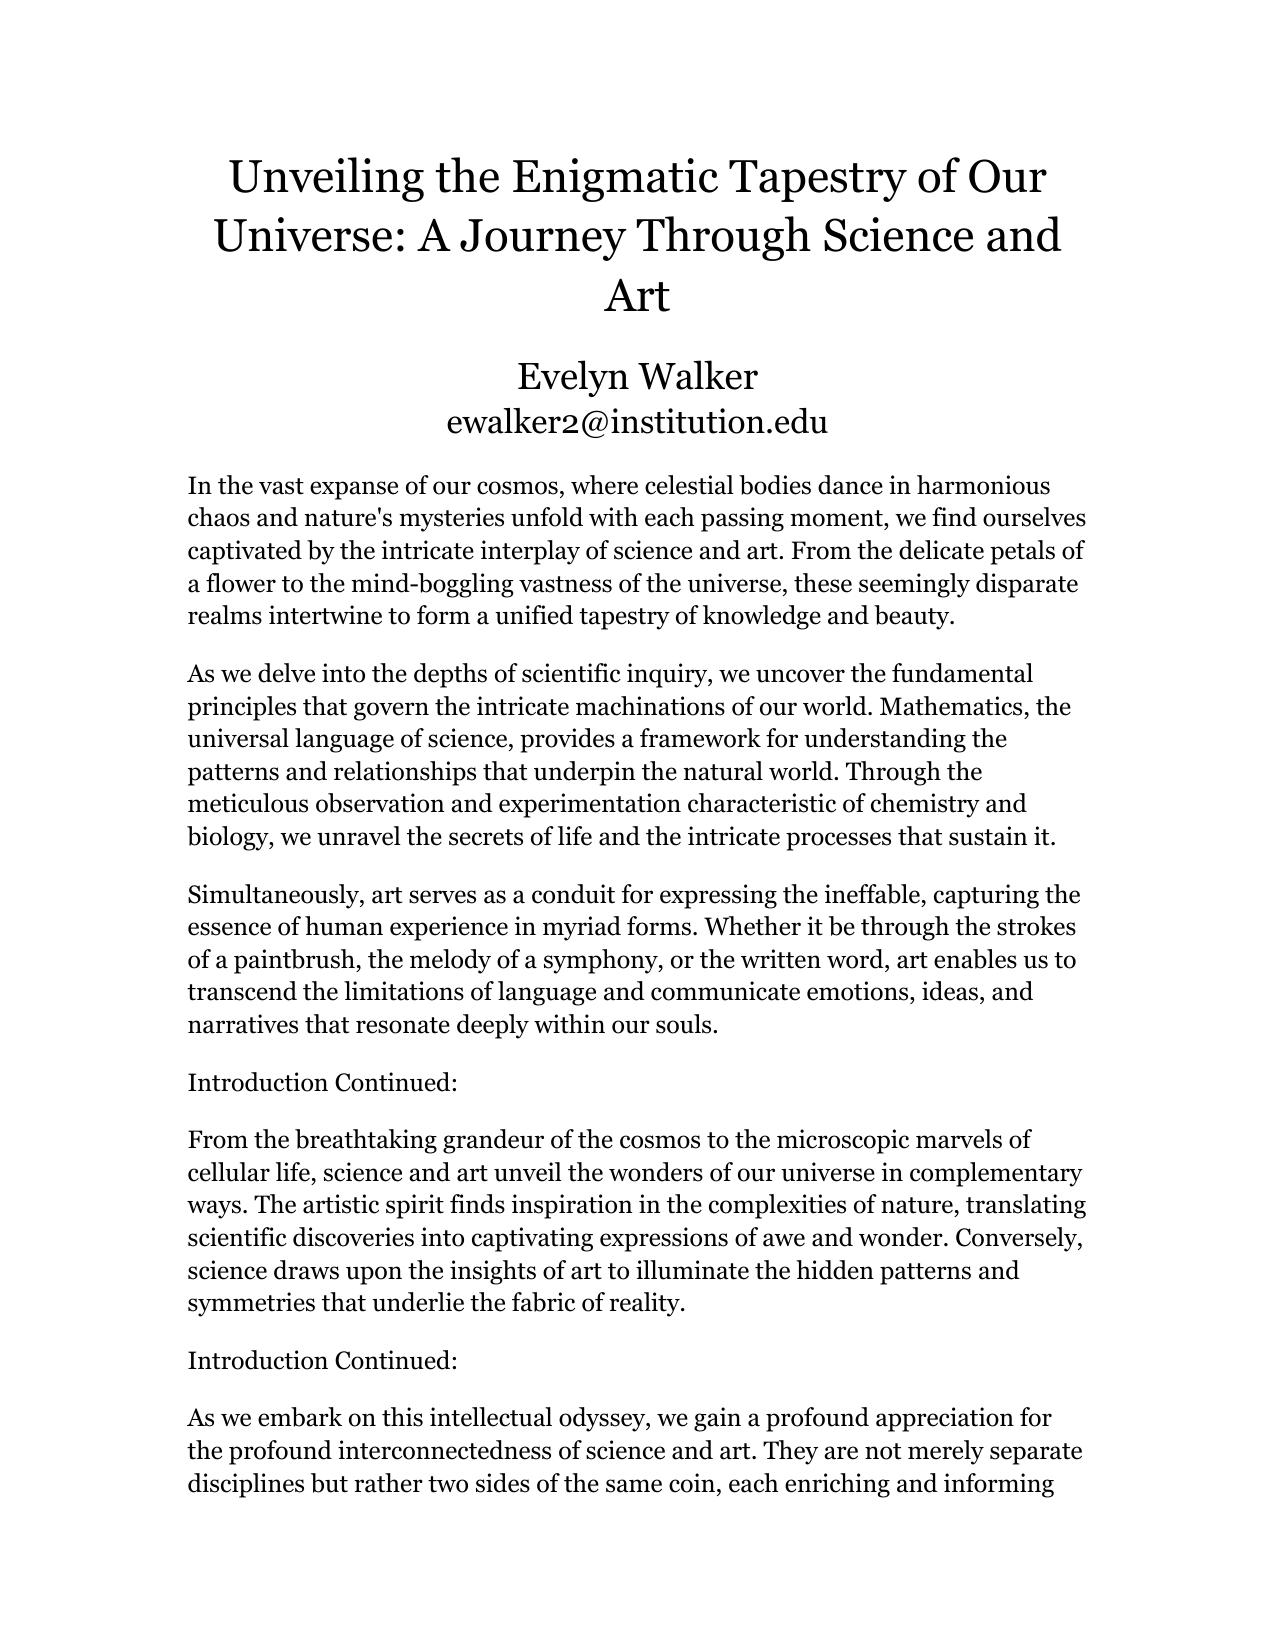 Unveiling the Enigmatic Tapestry of Our
Universe: A Journey Through Science and
Art
Evelyn Walker
ewalker2@institution.edu
In the vast expanse of our cosmos, where celestial bodies dance in harmonious
chaos and nature's mysteries unfold with each passing moment, we find ourselves
captivated by the intricate interplay of science and art. From the delicate petals of
a flower to the mind-boggling vastness of the universe, these seemingly disparate
realms intertwine to form a unified tapestry of knowledge and beauty.
As we delve into the depths of scientific inquiry, we uncover the fundamental
principles that govern the intricate machinations of our world. Mathematics, the
universal language of science, provides a framework for understanding the
patterns and relationships that underpin the natural world. Through the
meticulous observation and experimentation characteristic of chemistry and
biology, we unravel the secrets of life and the intricate processes that sustain it.
Simultaneously, art serves as a conduit for expressing the ineffable, capturing the
essence of human experience in myriad forms. Whether it be through the strokes
of a paintbrush, the melody of a symphony, or the written word, art enables us to
transcend the limitations of language and communicate emotions, ideas, and
narratives that resonate deeply within our souls.
Introduction Continued:
From the breathtaking grandeur of the cosmos to the microscopic marvels of
cellular life, science and art unveil the wonders of our universe in complementary
ways. The artistic spirit finds inspiration in the complexities of nature, translating
scientific discoveries into captivating expressions of awe and wonder. Conversely,
science draws upon the insights of art to illuminate the hidden patterns and
symmetries that underlie the fabric of reality.
Introduction Continued:
As we embark on this intellectual odyssey, we gain a profound appreciation for
the profound interconnectedness of science and art. They are not merely separate
disciplines but rather two sides of the same coin, each enriching and informing